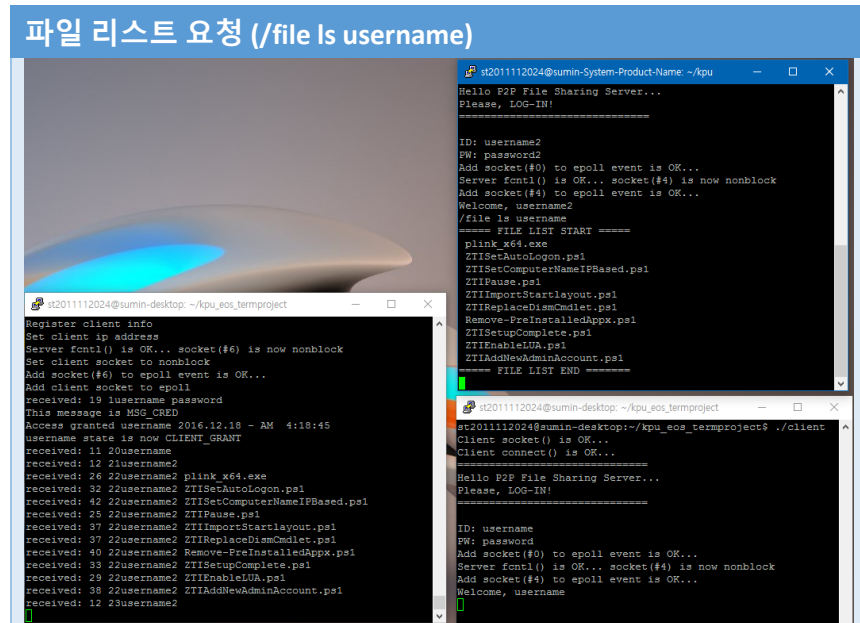 파일 리스트 요청 (/file ls username)
st2011112024@sumin-System-Product-Name: ~/kpu
Hello P2P File Sharing Server...
Please, LOG-IN!
==============================
ID: username2
PW: password2
Add socket(#0) to epoll event is OK...
Server fcntl() is OK... socket(#4) is now nonblock
Add socket(#4) to epoll event is OK...
Welcome, username2
/file ls username
===== FILE LIST START =====
plink_x64.exe
ZTISetAutoLogon.ps1
ZTISetComputerNameIPBased.ps1
ZTIPause.ps1
ZTIImportStartlayout.ps1
ZTIReplaceDismCmdlet.ps1
Remove-PreInstalledAppx.ps1
ZTISetupComplete.ps1
ZTIEnableLUA.ps1
ZTIAddNewAdminAccount.ps1
===== FILE LIST END =======
st2011112024@sumin-desktop: ~/kpu_eos_termproject
Register client info
Set client ip address
Server fcntl() is OK... socket(#6) is now nonblock
Set client socket to nonblock
Add socket(#6) to epoll event is OK...
Add client socket to epoll
received: 19 1username password
This message is MSG_CRED
Access granted username 2016.12.18 - AM  4:18:45
username state is now CLIENT_GRANT
received: 11 20username
received: 12 21username2
received: 26 22username2 plink_x64.exe
received: 32 22username2 ZTISetAutoLogon.ps1
received: 42 22username2 ZTISetComputerNameIPBased.ps1
received: 25 22username2 ZTIPause.ps1
received: 37 22username2 ZTIImportStartlayout.ps1
received: 37 22username2 ZTIReplaceDismCmdlet.ps1
received: 40 22username2 Remove-PreInstalledAppx.ps1
received: 33 22username2 ZTISetupComplete.ps1
received: 29 22username2 ZTIEnableLUA.ps1
received: 38 22username2 ZTIAddNewAdminAccount.ps1
received: 12 23username2
st2011112024@sumin-desktop: ~/kpu_eos_termproject
st2011112024@sumin-desktop:~/kpu_eos_termproject$ ./client
Client socket() is OK...
Client connect() is OK...
==============================
Hello P2P File Sharing Server...
Please, LOG-IN!
==============================
ID: username
PW: password
Add socket(#0) to epoll event is OK...
Server fcntl() is OK... socket(#4) is now nonblock
Add socket(#4) to epoll event is OK...
Welcome, username